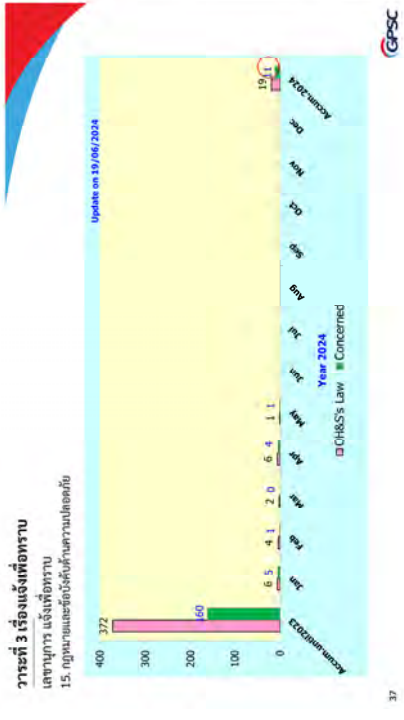 วาระที่ 3 เรื่องแจ้งเพื่อทราบ
เลขานุการ แจ้งเพื่อทราบ
15. กฎหมายและข้อบังคับด้านความปลอดภัย
Update on 19/06/2024
400
300
200
100
0
372
160
6 5
4 1
2 0
6 4
1 1
19
11
Accum.until2023
Jan
Feb
Mar
Apr
May
Jun
Jul
Aug
Sep
Oct
Nov
Dec
Accum.2024
Year 2024
OH&S's Law
Concerned
37
GPSC